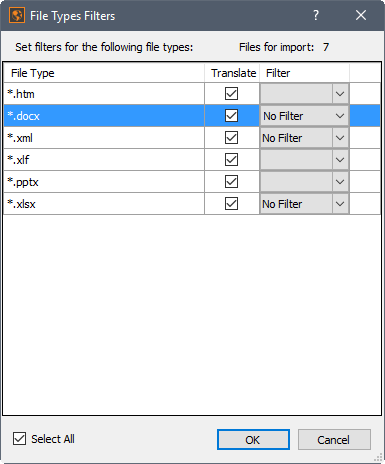 File Types Filters
Set filters for the following file types: Files for import: 7
File Type Translate Filter
*.htm
*.docx No Filter
*.xml No Filter
*.xlf
*.pptx
*.xlsx No Filter
Select All OK Cancel